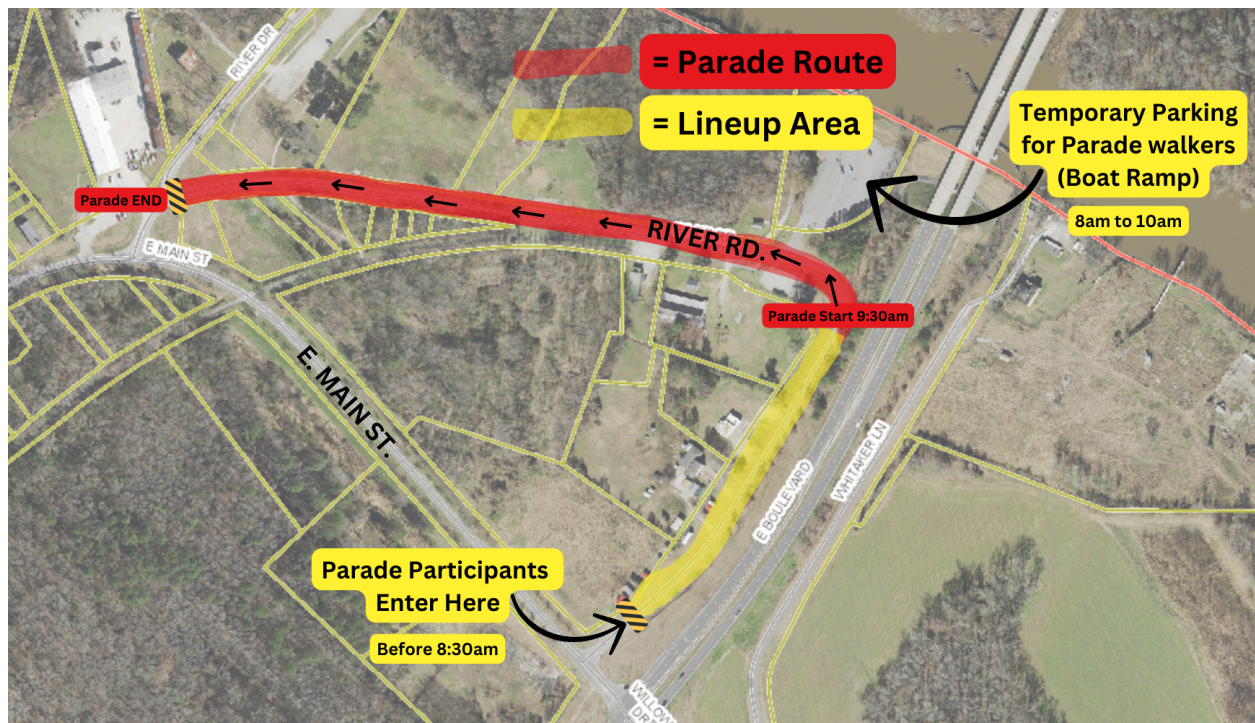 RIVER DR
= Parade Route
= Lineup Area
Temporary Parking
for Parade walkers
(Boat Ramp)
8am to 10am
Parade END
RIVER RD.
E MAIN ST
Parade Start 9:30am
E. MAIN ST.
E BOULEVARD
WHITAKER LN
Parade Participants
Enter Here
Before 8:30am
WILLOW
DR